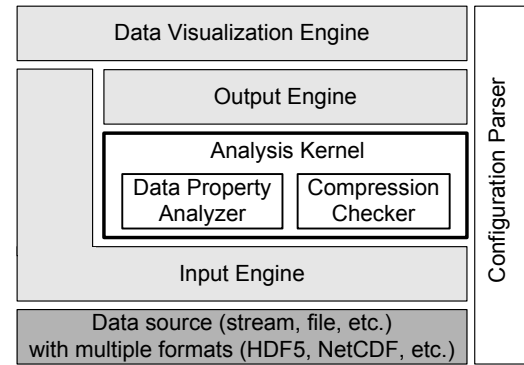 Data Visualization Engine
Output Engine
Analysis Kernel
Data Property
Analyzer
Compression
Checker
Input Engine
Data source (stream, file, etc.)
with multiple formats (HDF5, NetCDF, etc.)
Configuration Parser